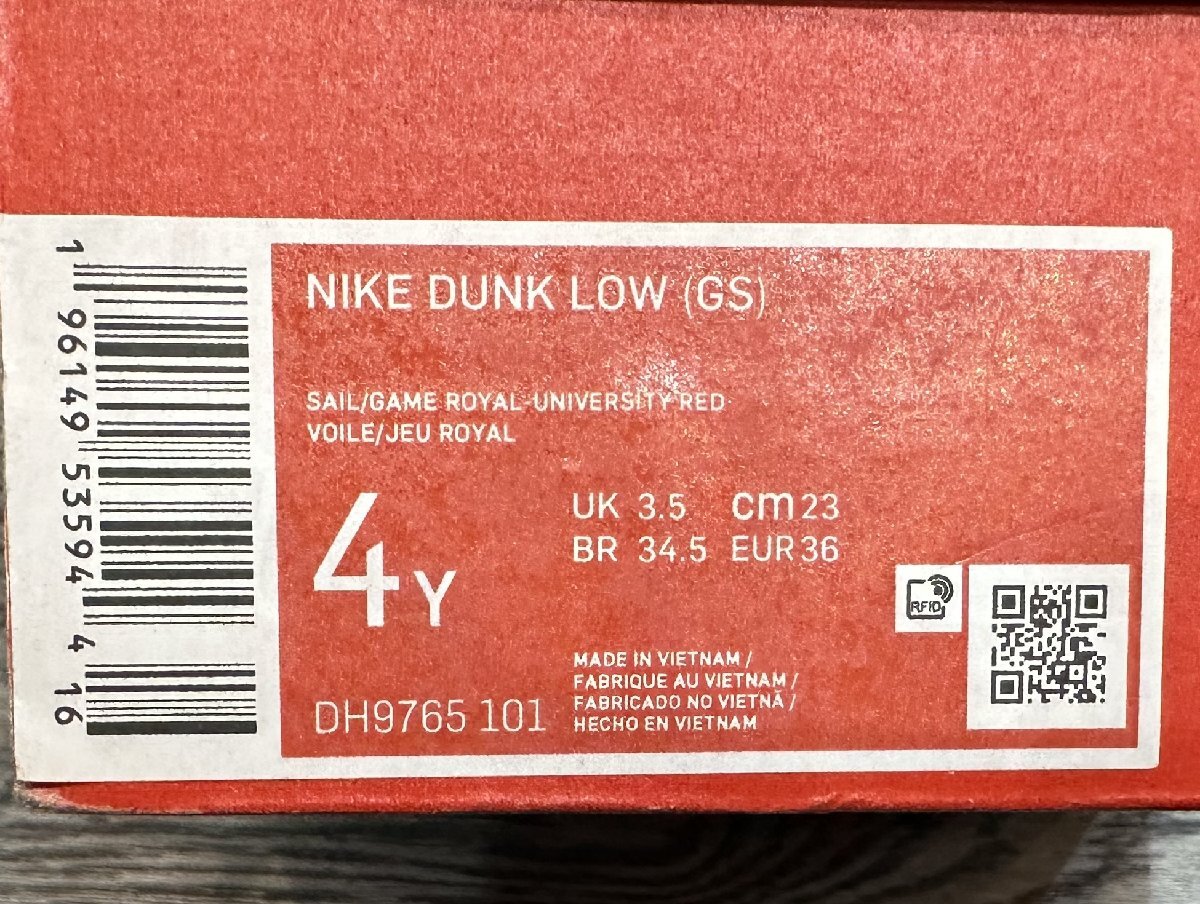 NIKE DUNK LOW (GS)
SAIL/GAME ROYAL-UNIVERSITY RED
VOILE/JEU ROYAL
4Y
UK 3.5 cm 23
BR 34.5 EUR 36
RFID
MADE IN VIETNAM /
FABRIQUE AU VIETNAM /
FABRICADO NO VIETNÃ /
HECHO EN VIETNAM
DH9765 101
1 96149 53594 4 16